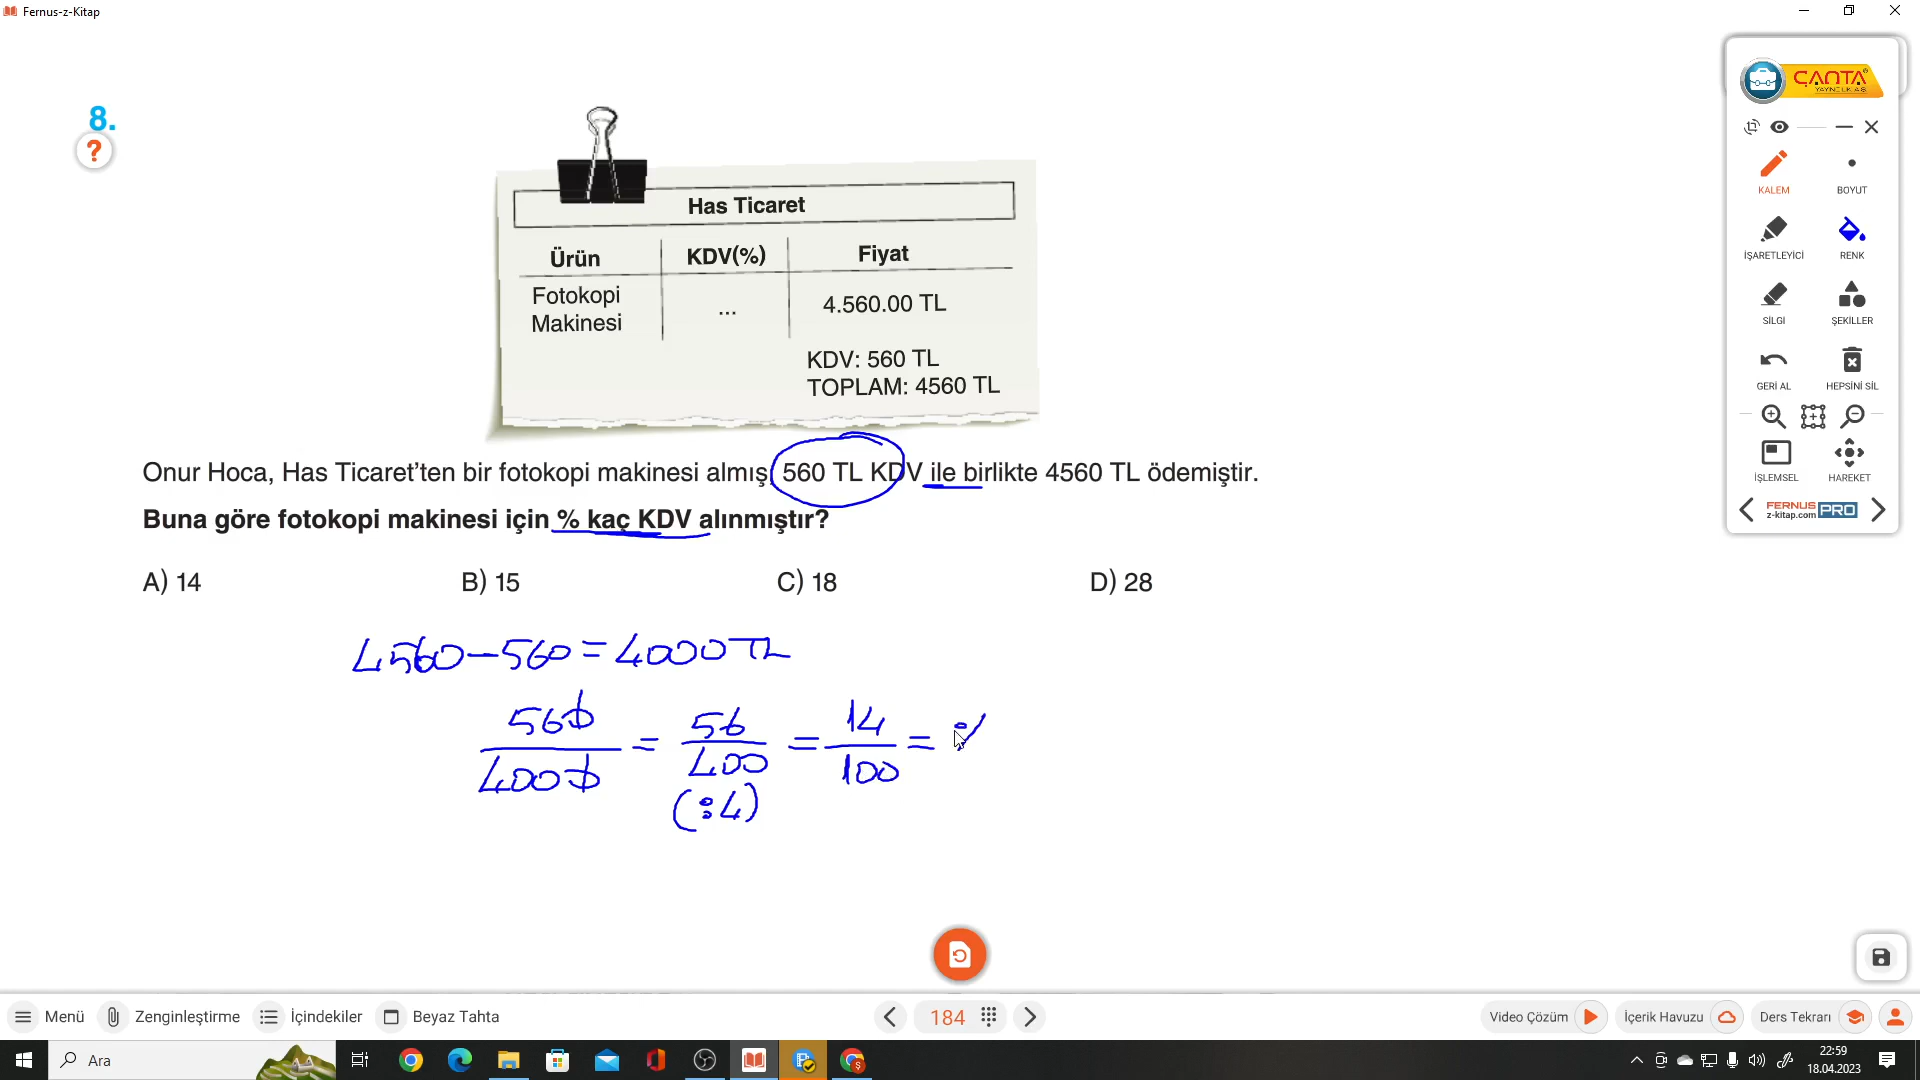 Fernus-z-Kitap
8.
?
Has Ticaret
Ürün KDV(%) Fiyat
Fotokopi
Makinesi ... 4.560.00 TL
KDV: 560 TL
TOPLAM: 4560 TL
Onur Hoca, Has Ticaret'ten bir fotokopi makinesi almış, 560 TL KDV ile birlikte 4560 TL ödemiştir.
Buna göre fotokopi makinesi için % kaç KDV alınmıştır?
A) 14 B) 15 C) 18 D) 28
4560-560=4000TL
560/4000 = 56/400 = 14/100 = %
(:4)
ÇANTA
YAYINCILIK A.Ş.
KALEM BOYUT
İŞARETLEYİCİ RENK
SİLGİ ŞEKİLLER
GERİ AL HEPSİNİ SİL
İŞLEMSEL HAREKET
FERNUS
z-kitap.com PRO
Menü Zenginleştirme İçindekiler Beyaz Tahta 184 Video Çözüm İçerik Havuzu Ders Tekrarı
Ara
22:59
18.04.2023